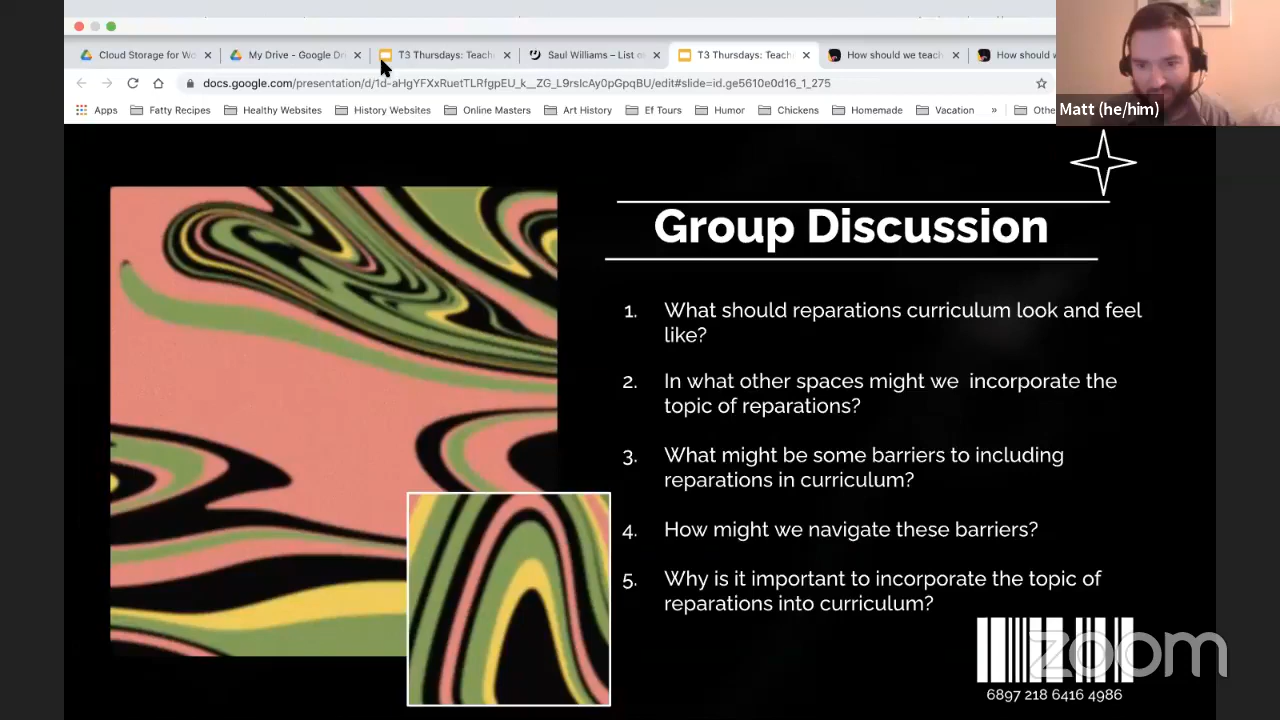 Cloud Storage for Wo
My Drive - Google Dri
T3 Thursdays: Teach
Saul Williams – List o
T3 Thursdays: Teach
How should we teach
How should w
docs.google.com/presentation/d/1d-aHgYFXxRuetTLRfgpEU_k__ZG_L9rsIcAy0pGpqBU/edit#slide=id.ge5610e0d16_1_275
Apps
Fatty Recipes
Healthy Websites
History Websites
Online Masters
Art History
Ef Tours
Humor
Chickens
Homemade
Vacation
»
Othe
Matt (he/him)
Group Discussion
1. What should reparations curriculum look and feel
like?
2. In what other spaces might we incorporate the
topic of reparations?
3. What might be some barriers to including
reparations in curriculum?
4. How might we navigate these barriers?
5. Why is it important to incorporate the topic of
reparations into curriculum?
zoom
6897 218 6416 4986